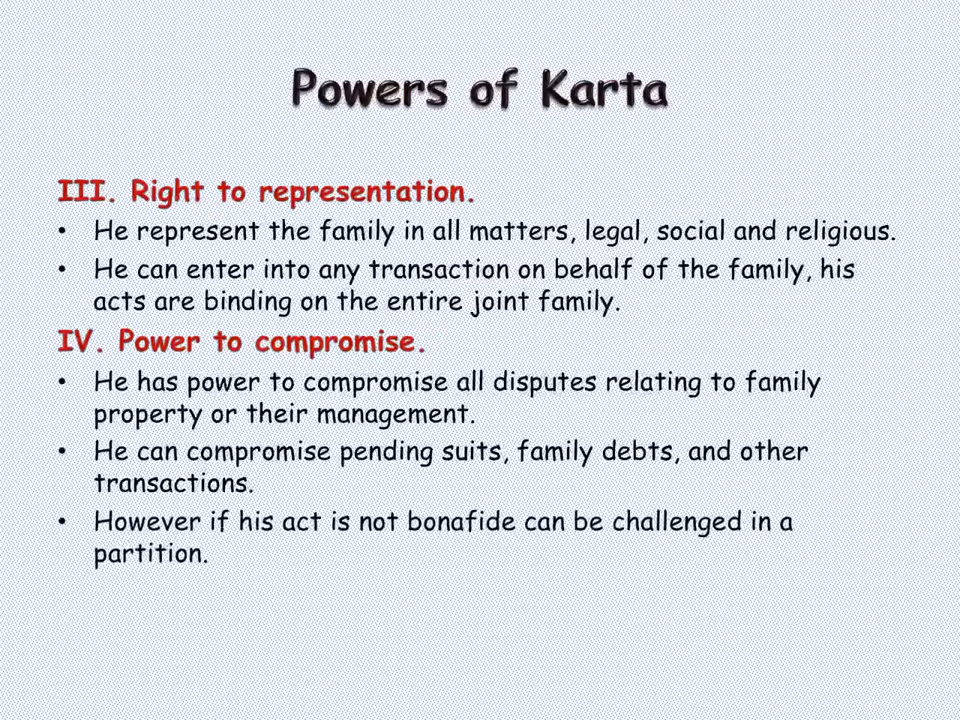 Powers of Karta
III. Right to representation.
• He represent the family in all matters, legal, social and religious.
• He can enter into any transaction on behalf of the family, his
acts are binding on the entire joint family.
IV. Power to compromise.
• He has power to compromise all disputes relating to family
property or their management.
• He can compromise pending suits, family debts, and other
transactions.
• However if his act is not bonafide can be challenged in a
partition.